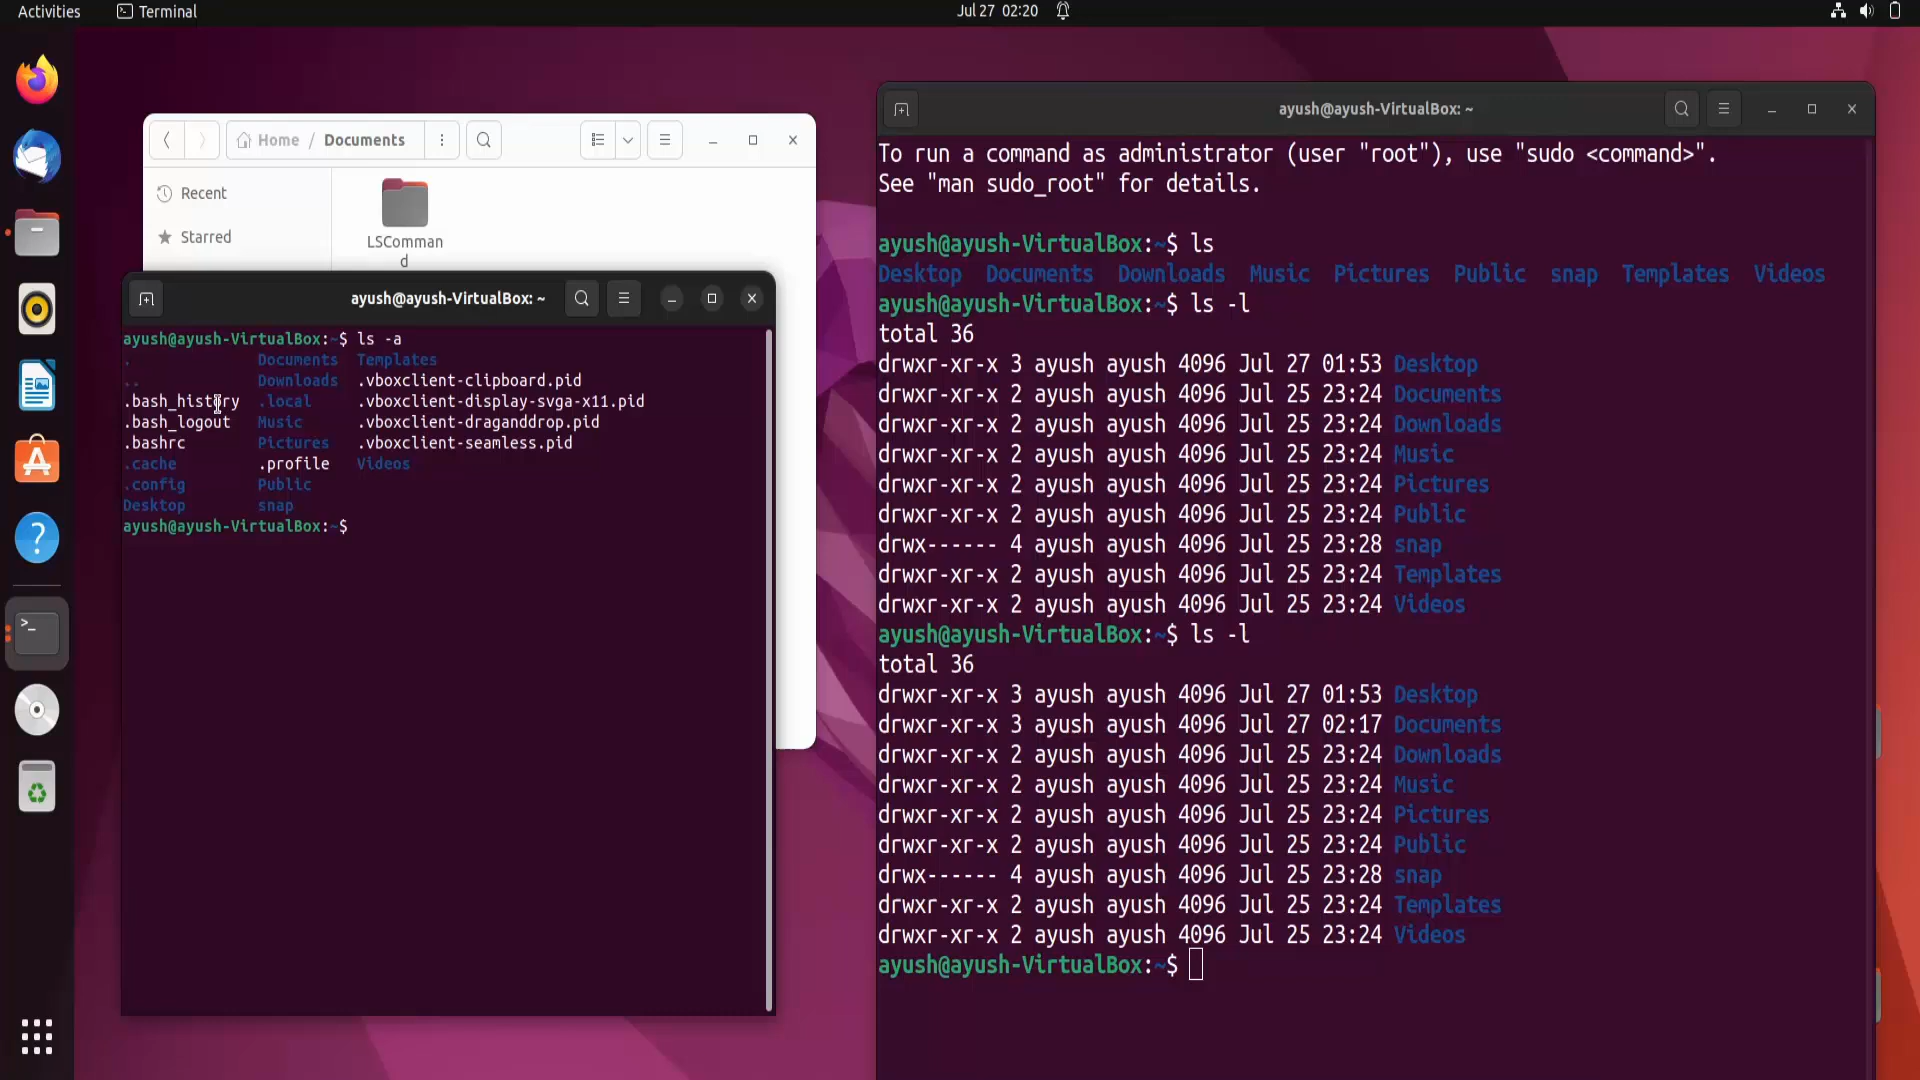 Activities
Terminal
Jul 27 02:20
Home / Documents
Recent
Starred
LSComman
d
ayush@ayush-VirtualBox: ~
ayush@ayush-VirtualBox:~$ ls -a
. Documents Templates
.. Downloads .vboxclient-clipboard.pid
.bash_history .local .vboxclient-display-svga-x11.pid
.bash_logout Music .vboxclient-draganddrop.pid
.bashrc Pictures .vboxclient-seamless.pid
.cache .profile Videos
.config Public
Desktop snap
ayush@ayush-VirtualBox:~$
ayush@ayush-VirtualBox: ~
To run a command as administrator (user "root"), use "sudo <command>".
See "man sudo_root" for details.
ayush@ayush-VirtualBox:~$ ls
Desktop Documents Downloads Music Pictures Public snap Templates Videos
ayush@ayush-VirtualBox:~$ ls -l
total 36
drwxr-xr-x 3 ayush ayush 4096 Jul 27 01:53 Desktop
drwxr-xr-x 2 ayush ayush 4096 Jul 25 23:24 Documents
drwxr-xr-x 2 ayush ayush 4096 Jul 25 23:24 Downloads
drwxr-xr-x 2 ayush ayush 4096 Jul 25 23:24 Music
drwxr-xr-x 2 ayush ayush 4096 Jul 25 23:24 Pictures
drwxr-xr-x 2 ayush ayush 4096 Jul 25 23:24 Public
drwx------ 4 ayush ayush 4096 Jul 25 23:28 snap
drwxr-xr-x 2 ayush ayush 4096 Jul 25 23:24 Templates
drwxr-xr-x 2 ayush ayush 4096 Jul 25 23:24 Videos
ayush@ayush-VirtualBox:~$ ls -l
total 36
drwxr-xr-x 3 ayush ayush 4096 Jul 27 01:53 Desktop
drwxr-xr-x 3 ayush ayush 4096 Jul 27 02:17 Documents
drwxr-xr-x 2 ayush ayush 4096 Jul 25 23:24 Downloads
drwxr-xr-x 2 ayush ayush 4096 Jul 25 23:24 Music
drwxr-xr-x 2 ayush ayush 4096 Jul 25 23:24 Pictures
drwxr-xr-x 2 ayush ayush 4096 Jul 25 23:24 Public
drwx------ 4 ayush ayush 4096 Jul 25 23:28 snap
drwxr-xr-x 2 ayush ayush 4096 Jul 25 23:24 Templates
drwxr-xr-x 2 ayush ayush 4096 Jul 25 23:24 Videos
ayush@ayush-VirtualBox:~$